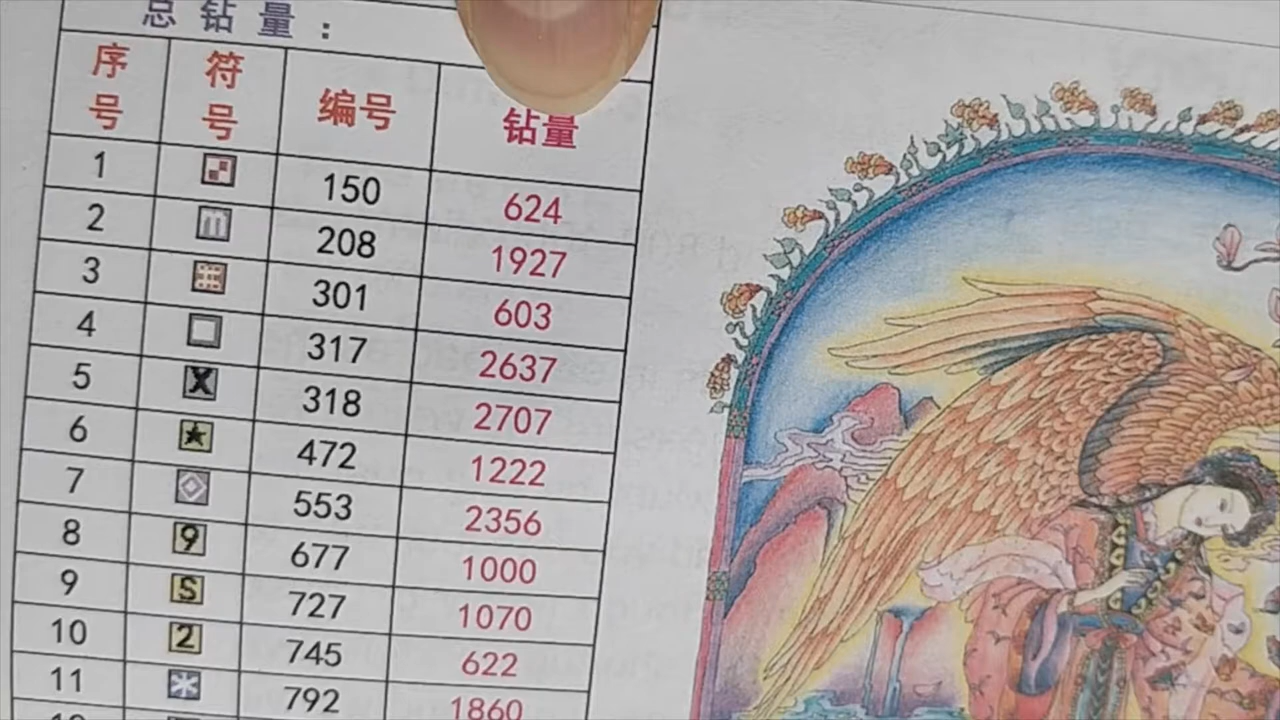 总钻量：
序号 符号 编号 钻量
1 150 624
2 m 208 1927
3 301 603
4 317 2637
5 X 318 2707
6 ★ 472 1222
7 553 2356
8 9 677 1000
9 S 727 1070
10 2 745 622
11 792 1860